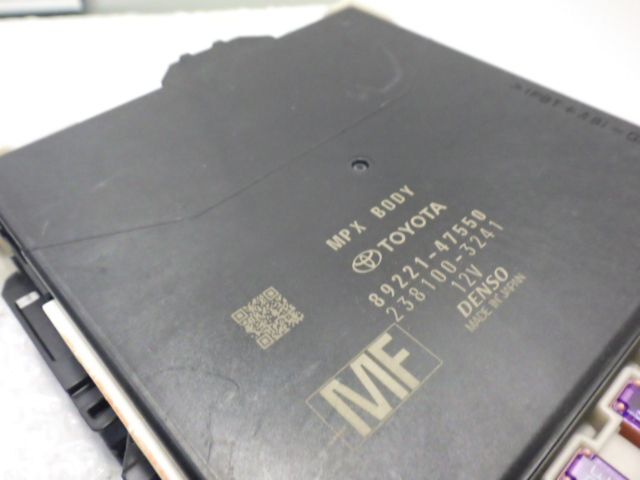 MPX BODY
TOYOTA
89221-47550
238100-3241
12V
DENSO
MADE IN JAPAN
MF